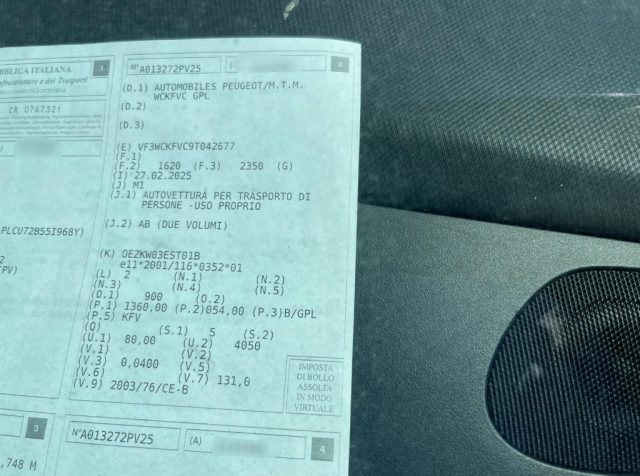 BBLICA ITALIANA
frastrutture e dei Trasporti
1
CR 0767321
PLCU72B55I968Y)
2
PV)
N° A013272PV25
(
2
(D.1) AUTOMOBILES PEUGEOT/M.T.M.
WCKFVC GPL
(D.2)
(D.3)
(E) VF3WCKFVC9T042677
(F.1)
(F.2) 1620 (F.3) 2350 (G)
(I) 27.02.2025
(J) M1
(J.1) AUTOVETTURA PER TRASPORTO DI
PERSONE -USO PROPRIO
(J.2) AB (DUE VOLUMI)
(K) OEZKW03EST01B
e11*2001/116*0352*01
(L) 2 (N.1) (N.2)
(N.3) (N.4) (N.5)
(O.1) 900 (O.2)
(P.1) 1360,00 (P.2)054,00 (P.3)B/GPL
(P.5) KFV
(Q) (S.1) 5 (S.2)
(U.1) 80,00 (U.2) 4050
(V.1) (V.2)
(V.3) 0,0400 (V.5)
(V.6) (V.7) 131,0
(V.9) 2003/76/CE-B
IMPOSTA
DI BOLLO
ASSOLTA
IN MODO
VIRTUALE
3
,748 M
N° A013272PV25
(A)
4